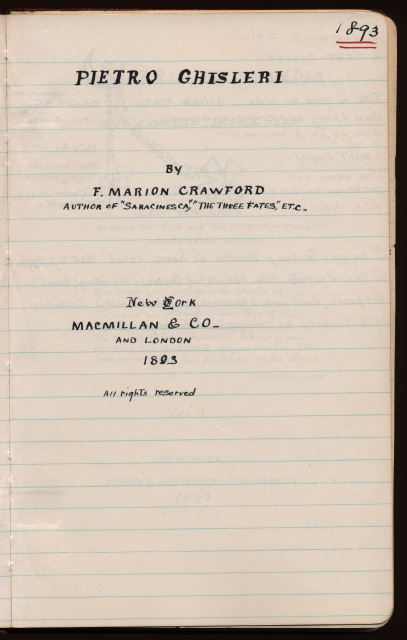 1893
PIETRO GHISLERI
BY
F. MARION CRAWFORD
AUTHOR OF "SARACINESCA," "THE THREE FATES," ETC.
New York
MACMILLAN & CO.
AND LONDON
1893
All rights reserved